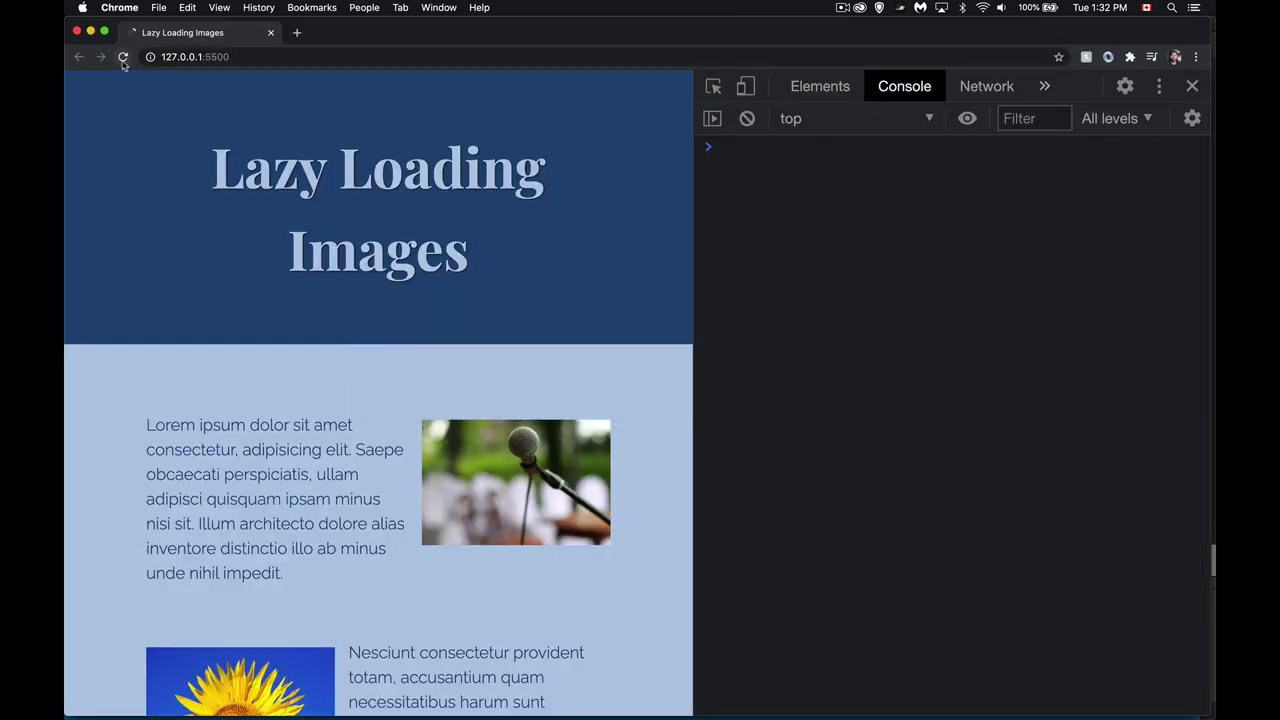 Chrome File Edit View History Bookmarks People Tab Window Help 100% Tue 1:32 PM
Lazy Loading Images
127.0.0.1:5500
Elements Console Network
top Filter All levels
Lazy Loading
Images
Lorem ipsum dolor sit amet
consectetur, adipisicing elit. Saepe
obcaecati perspiciatis, ullam
adipisci quisquam ipsam minus
nisi sit. Illum architecto dolore alias
inventore distinctio illo ab minus
unde nihil impedit.
Nesciunt consectetur provident
totam, accusantium quam
necessitatibus harum sunt